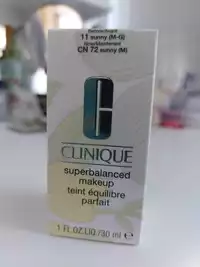 11 sunny (M-G)
CN 72 sunny (M)
CLINIQUE
superbalanced
makeup
teint équilibre
parfait
1 FL.OZ.LIQ./30 ml e